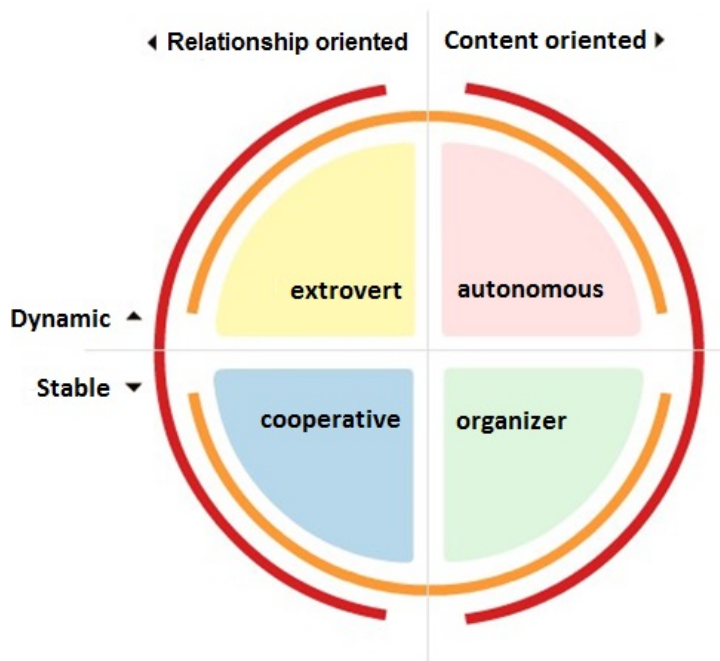 ◀ Relationship oriented
Content oriented ▶
extrovert
autonomous
Dynamic ▲
Stable ▼
cooperative
organizer